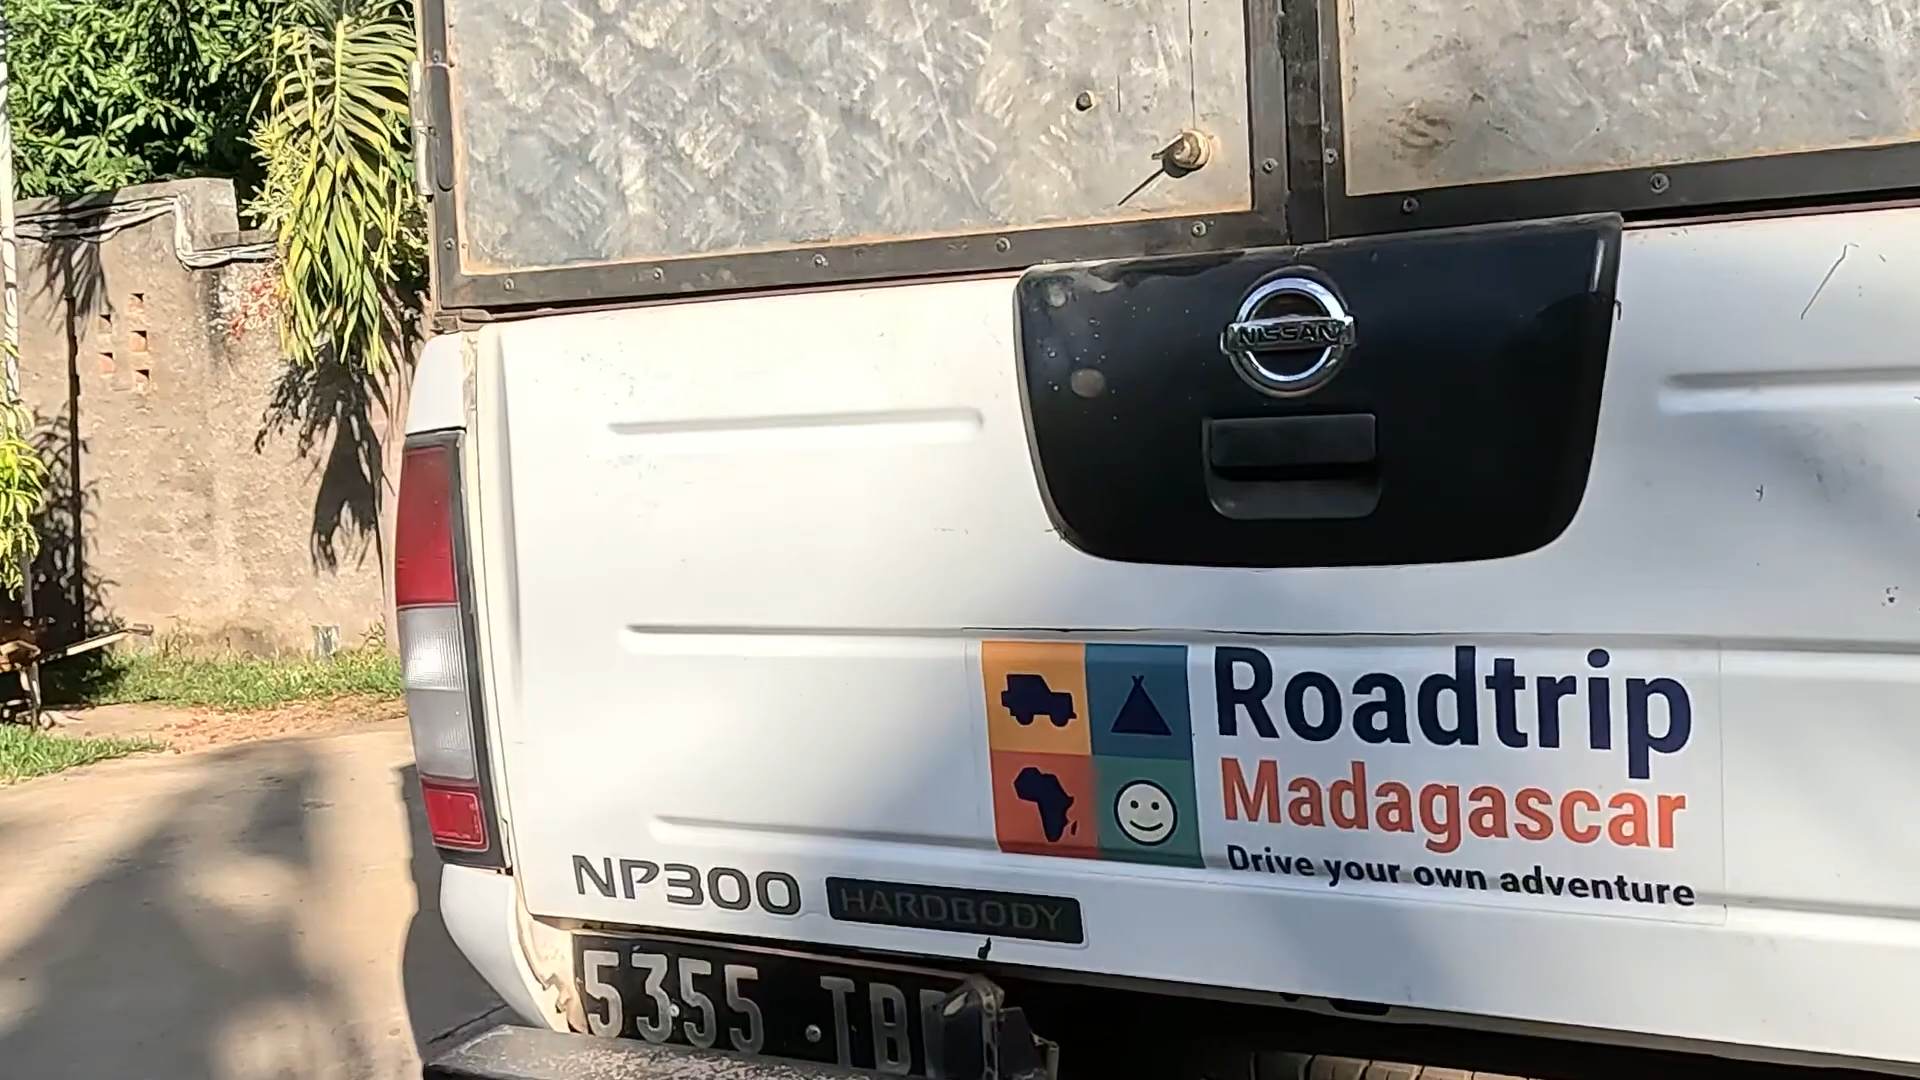 NISSAN
Roadtrip
Madagascar
Drive your own adventure
NP300 HARDBODY
5355 TB